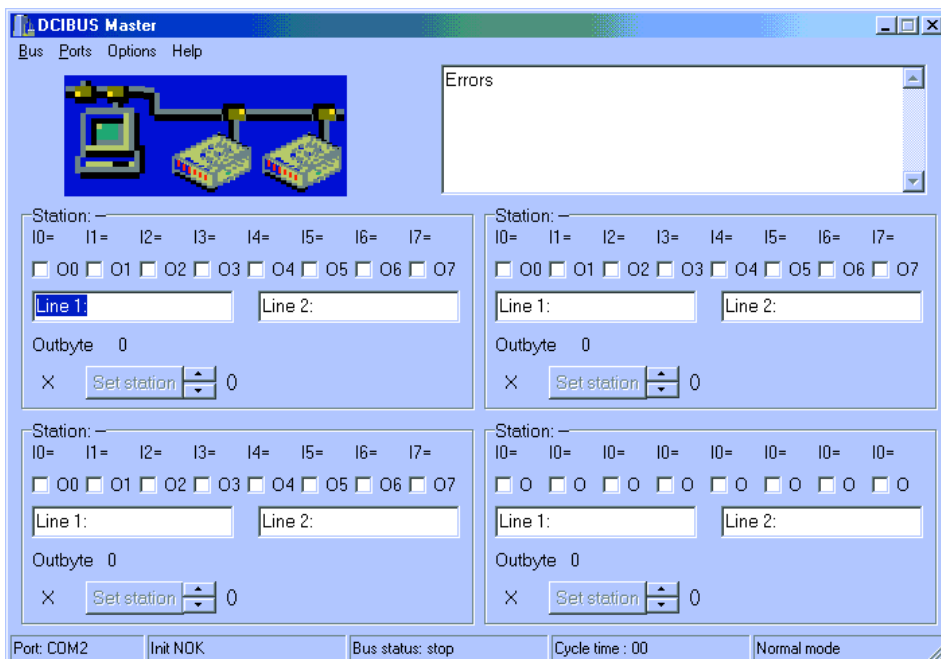 DCIBUS Master
Bus Ports Options Help
Errors
Station: –
I0= I1= I2= I3= I4= I5= I6= I7=
O0 O1 O2 O3 O4 O5 O6 O7
Line 1: Line 2:
Outbyte 0
X Set station 0
Station: –
I0= I1= I2= I3= I4= I5= I6= I7=
O0 O1 O2 O3 O4 O5 O6 O7
Line 1: Line 2:
Outbyte 0
X Set station 0
Station: –
I0= I1= I2= I3= I4= I5= I6= I7=
O0 O1 O2 O3 O4 O5 O6 O7
Line 1: Line 2:
Outbyte 0
X Set station 0
Station: –
I0= I0= I0= I0= I0= I0= I0= I0=
O O O O O O O O
Line 1: Line 2:
Outbyte 0
X Set station 0
Port: COM2 Init NOK Bus status: stop Cycle time : 00 Normal mode